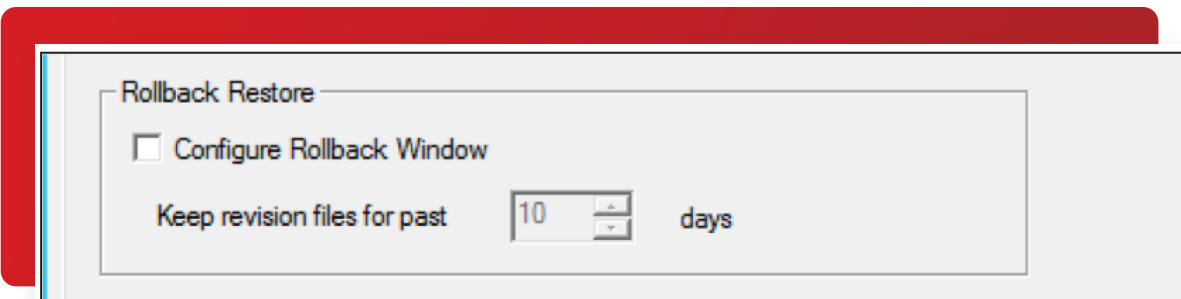 Rollback Restore
Configure Rollback Window
Keep revision files for past 10 days